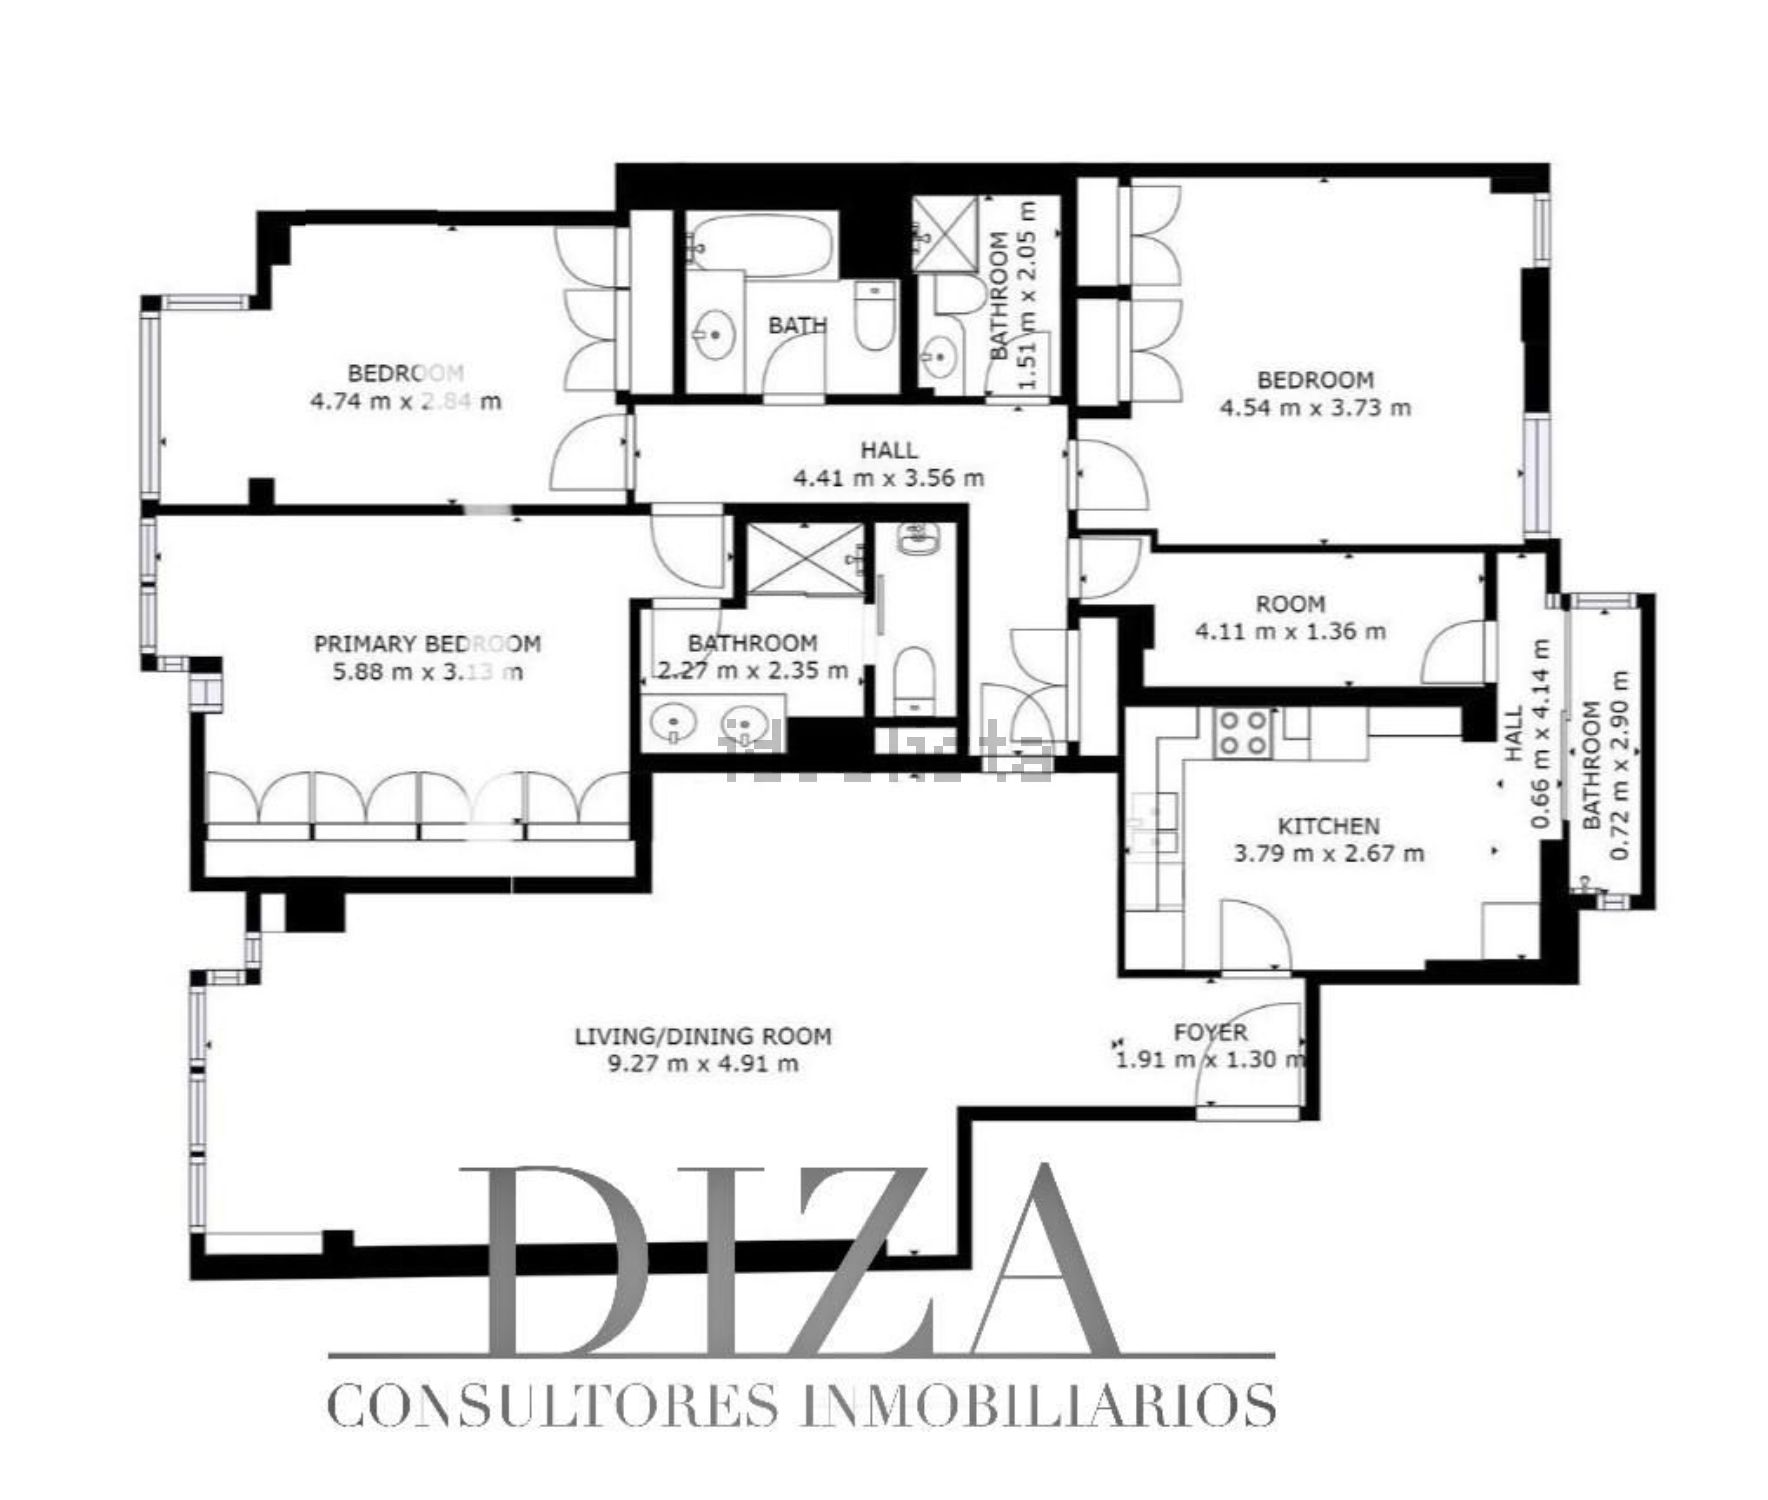 BATH
BATHROOM
1.51 m x 2.05 m
BEDROOM
4.74 m x 2.84 m
BEDROOM
4.54 m x 3.73 m
HALL
4.41 m x 3.56 m
ROOM
4.11 m x 1.36 m
PRIMARY BEDROOM
5.88 m x 3.13 m
BATHROOM
2.27 m x 2.35 m
HALL
0.66 m x 4.14 m
BATHROOM
0.72 m x 2.90 m
idealista
KITCHEN
3.79 m x 2.67 m
LIVING/DINING ROOM
9.27 m x 4.91 m
FOYER
1.91 m x 1.30 m
DIZA
CONSULTORES INMOBILIARIOS